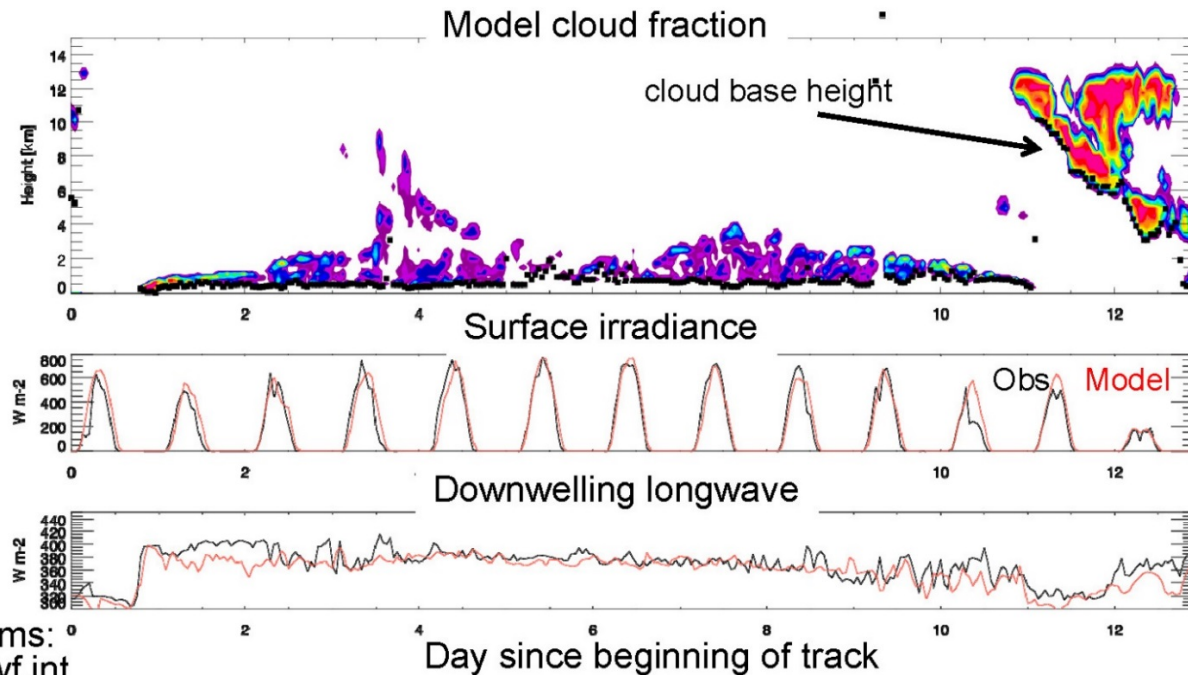 Model cloud fraction
14
12
10
8
6
4
2
0
Height [km]
cloud base height
0 2 4 6 8 10 12
Surface irradiance
800
600
400
200
0
W m-2
Obs Model
0 2 4 6 8 10 12
Downwelling longwave
440
420
400
380
360
340
320
300
W m-2
0 2 4 6 8 10 12
ms:
Day since beginning of track